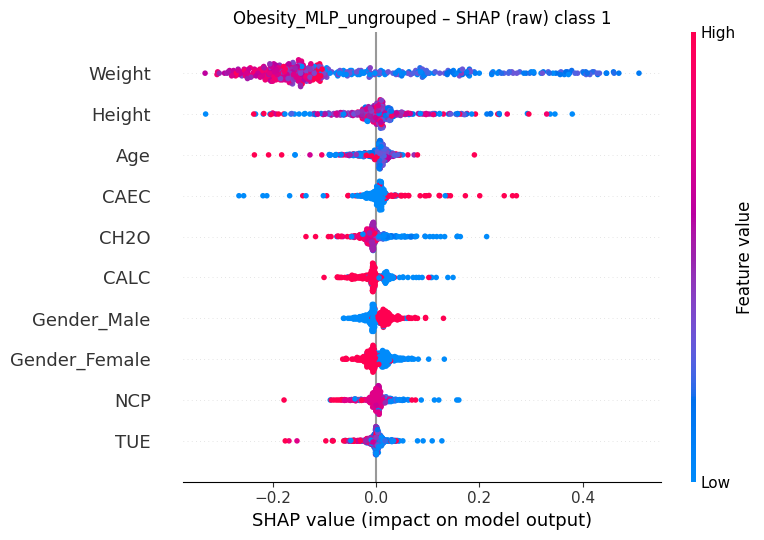 Obesity_MLP_ungrouped – SHAP (raw) class 1
High
Weight
Height
Age
CAEC
CH2O
CALC
Gender_Male
Gender_Female
NCP
TUE
Feature value
Low
−0.2 0.0 0.2 0.4
SHAP value (impact on model output)